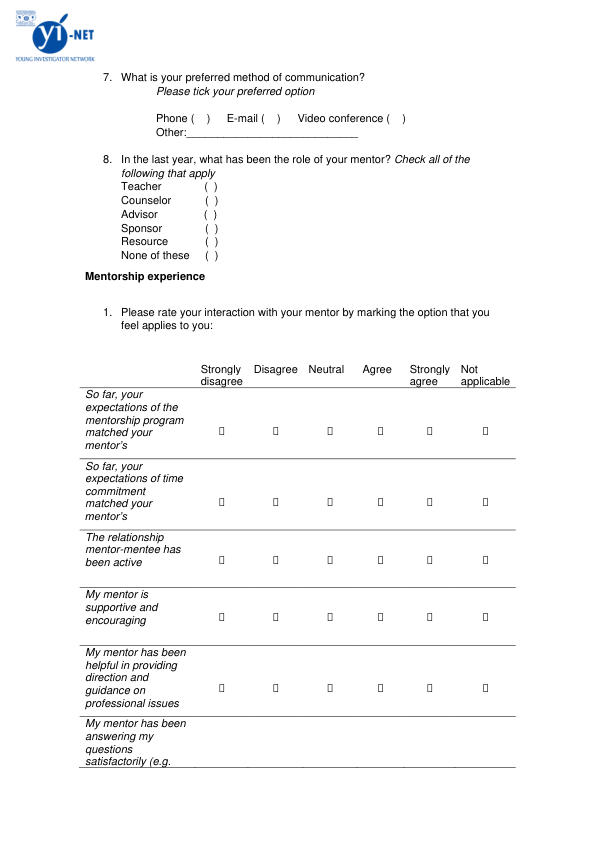 yi-NET
YOUNG INVESTIGATOR NETWORK
7. What is your preferred method of communication?
Please tick your preferred option
Phone (    )    E-mail (    )    Video conference (    )
Other:____________________________
8. In the last year, what has been the role of your mentor? Check all of the
following that apply
Teacher ( )
Counselor ( )
Advisor ( )
Sponsor ( )
Resource ( )
None of these ( )
Mentorship experience
1. Please rate your interaction with your mentor by marking the option that you
feel applies to you:
Strongly Disagree Neutral Agree Strongly Not
disagree agree applicable
So far, your
expectations of the
mentorship program
matched your
mentor's
▯ ▯ ▯ ▯ ▯ ▯
So far, your
expectations of time
commitment
matched your
mentor's
▯ ▯ ▯ ▯ ▯ ▯
The relationship
mentor-mentee has
been active
▯ ▯ ▯ ▯ ▯ ▯
My mentor is
supportive and
encouraging
▯ ▯ ▯ ▯ ▯ ▯
My mentor has been
helpful in providing
direction and
guidance on
professional issues
▯ ▯ ▯ ▯ ▯ ▯
My mentor has been
answering my
questions
satisfactorily (e.g.